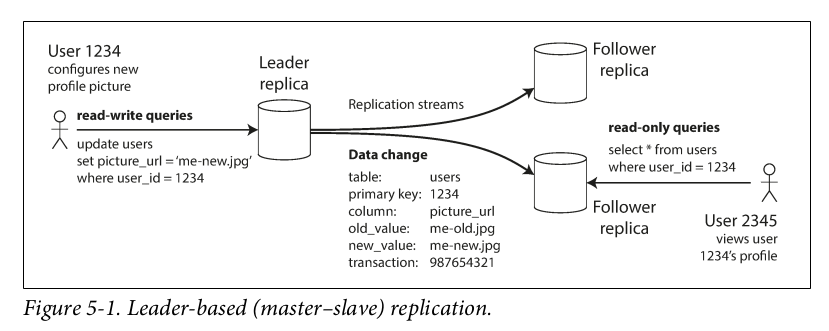 User 1234
configures new
profile picture
read-write queries
update users
set picture_url = 'me-new.jpg'
where user_id = 1234
Leader
replica
Replication streams
Data change
table: users
primary key: 1234
column: picture_url
old_value: me-old.jpg
new_value: me-new.jpg
transaction: 987654321
Follower
replica
read-only queries
select * from users
where user_id = 1234
Follower
replica
User 2345
views user
1234's profile
Figure 5-1. Leader-based (master–slave) replication.